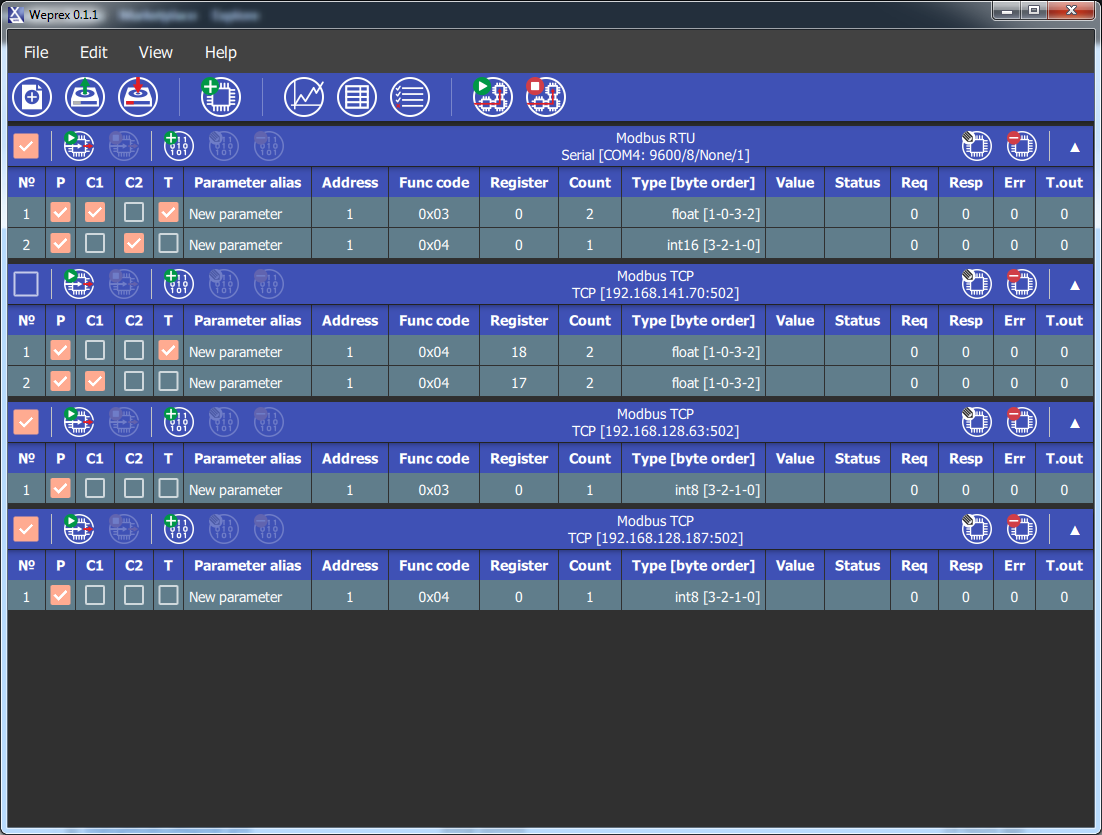 Weprex 0.1.1
File Edit View Help
Modbus RTU
Serial [COM4: 9600/8/None/1]
▲
Nº P C1 C2 T Parameter alias Address Func code Register Count Type [byte order] Value Status Req Resp Err T.out
1 New parameter 1 0x03 0 2 float [1-0-3-2] 0 0 0 0
2 New parameter 1 0x04 0 1 int16 [3-2-1-0] 0 0 0 0
Modbus TCP
TCP [192.168.141.70:502]
▲
Nº P C1 C2 T Parameter alias Address Func code Register Count Type [byte order] Value Status Req Resp Err T.out
1 New parameter 1 0x04 18 2 float [1-0-3-2] 0 0 0 0
2 New parameter 1 0x04 17 2 float [1-0-3-2] 0 0 0 0
Modbus TCP
TCP [192.168.128.63:502]
▲
Nº P C1 C2 T Parameter alias Address Func code Register Count Type [byte order] Value Status Req Resp Err T.out
1 New parameter 1 0x03 0 1 int8 [3-2-1-0] 0 0 0 0
Modbus TCP
TCP [192.168.128.187:502]
▲
Nº P C1 C2 T Parameter alias Address Func code Register Count Type [byte order] Value Status Req Resp Err T.out
1 New parameter 1 0x04 0 1 int8 [3-2-1-0] 0 0 0 0